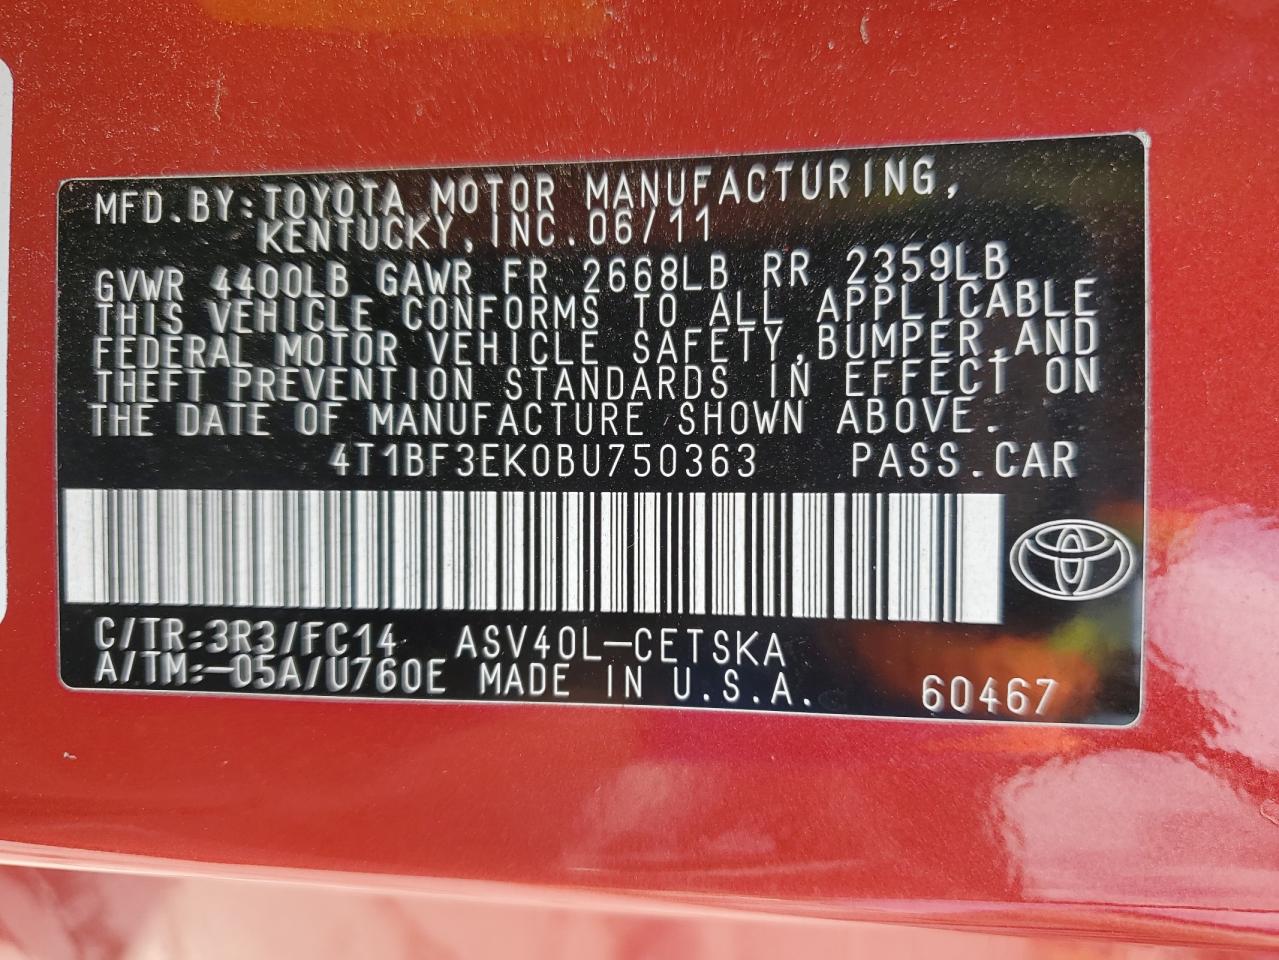 MFD.BY:TOYOTA MOTOR MANUFACTURING,
KENTUCKY,INC.06/11
GVWR 4400LB GAWR FR 2668LB RR 2359LB
THIS VEHICLE CONFORMS TO ALL APPLICABLE
FEDERAL MOTOR VEHICLE SAFETY,BUMPER,AND
THEFT PREVENTION STANDARDS IN EFFECT ON
THE DATE OF MANUFACTURE SHOWN ABOVE.
4T1BF3EK0BU750363 PASS.CAR
C/TR:3R3/FC14 ASV40L-CETSKA
A/TM:-05A/U760E MADE IN U.S.A. 60467